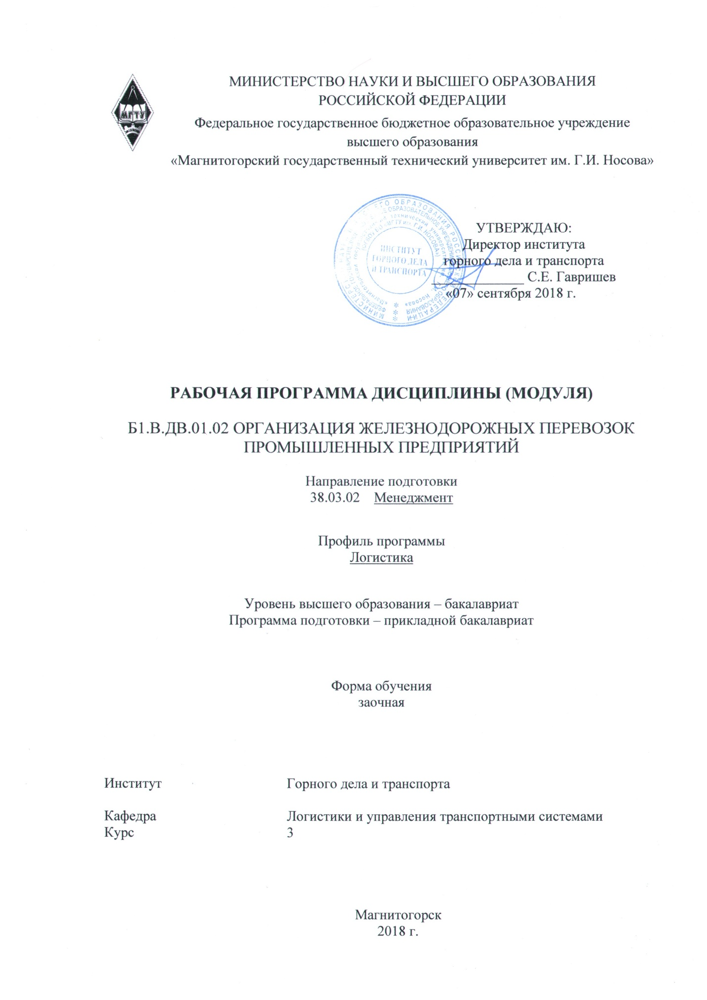 МИНИСТЕРСТВО НАУКИ И ВЫСШЕГО ОБРАЗОВАНИЯ
РОССИЙСКОЙ ФЕДЕРАЦИИ
Федеральное государственное бюджетное образовательное учреждение
высшего образования
«Магнитогорский государственный технический университет им. Г.И. Носова»
МГТУ
УТВЕРЖДАЮ:
Директор института
горного дела и транспорта
С.Е. Гавришев
«07» сентября 2018 г.
ИНСТИТУТ
ГОРНОГО ДЕЛА
И ТРАНСПОРТА
РАБОЧАЯ ПРОГРАММА ДИСЦИПЛИНЫ (МОДУЛЯ)
Б1.В.ДВ.01.02 ОРГАНИЗАЦИЯ ЖЕЛЕЗНОДОРОЖНЫХ ПЕРЕВОЗОК
ПРОМЫШЛЕННЫХ ПРЕДПРИЯТИЙ
Направление подготовки
38.03.02 Менеджмент
Профиль программы
Логистика
Уровень высшего образования – бакалавриат
Программа подготовки – прикладной бакалавриат
Форма обучения
заочная
Институт Горного дела и транспорта
Кафедра Логистики и управления транспортными системами
Курс 3
Магнитогорск
2018 г.